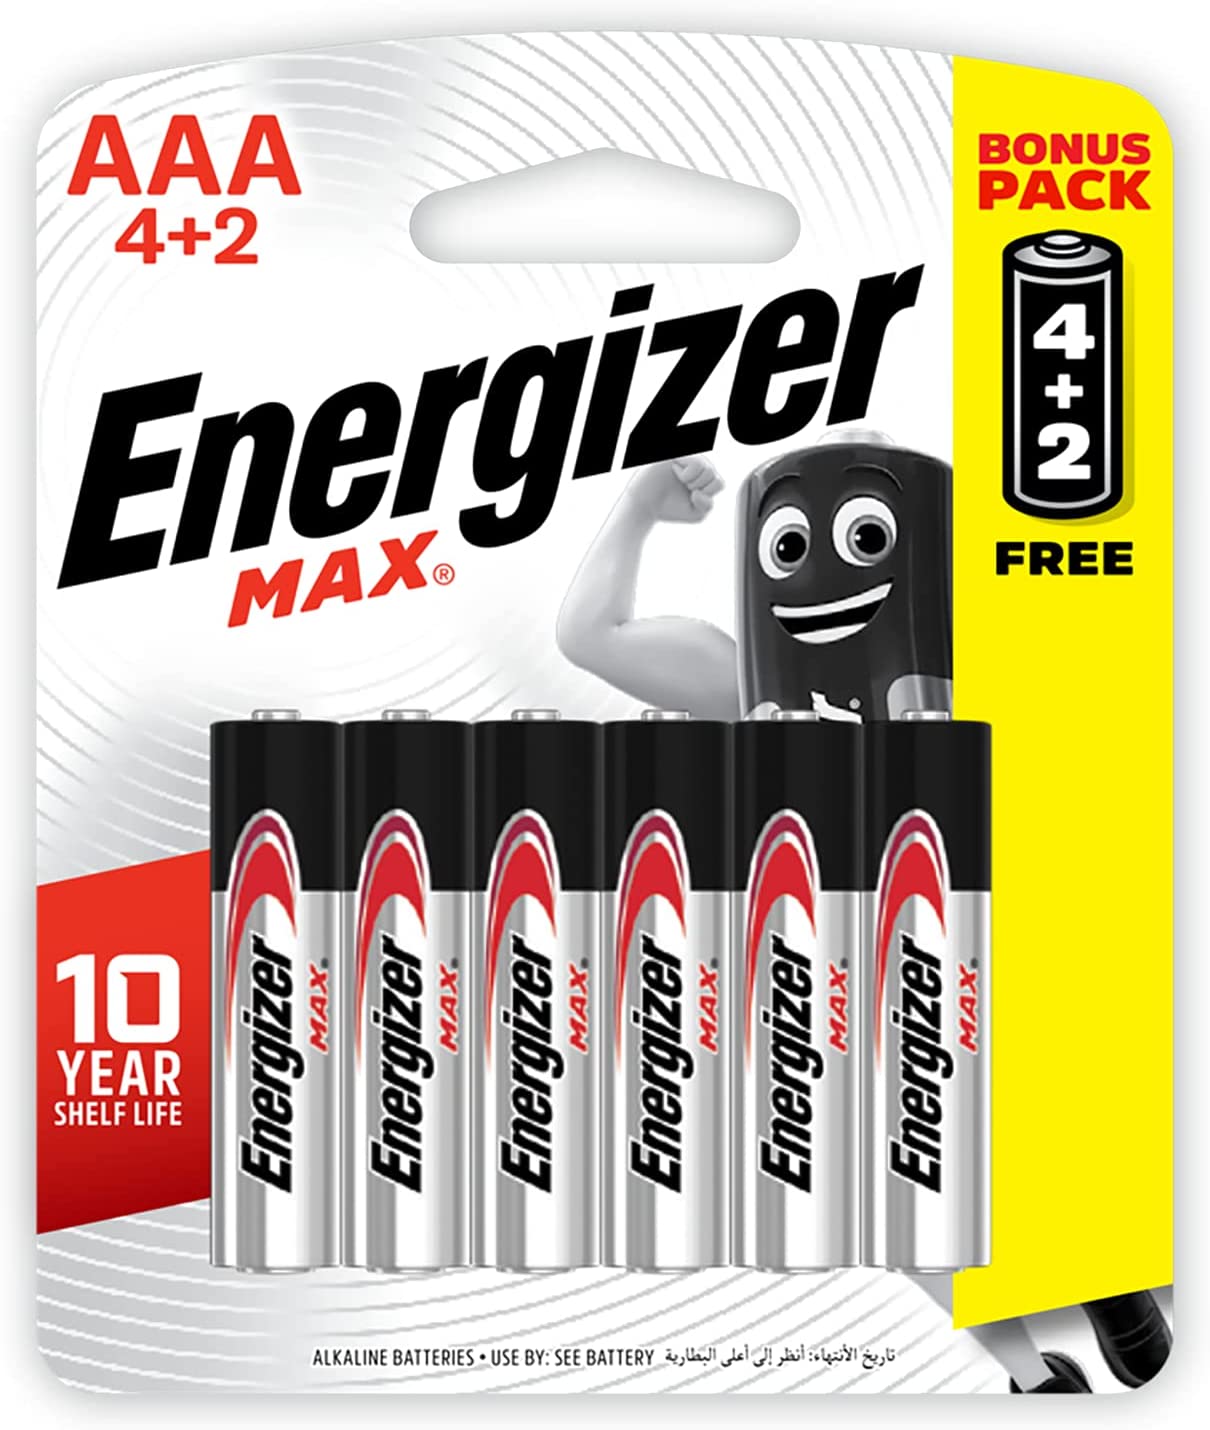 AAA
4+2
BONUS
PACK
4
+
2
FREE
Energizer
MAX®
10
YEAR
SHELF LIFE
Energizer
MAX
Energizer
MAX
Energizer
MAX
Energizer
MAX
Energizer
MAX
Energizer
MAX
ALKALINE BATTERIES • USE BY: SEE BATTERY تاريخ الأنتهاء: أنظر إلى أعلى البطارية